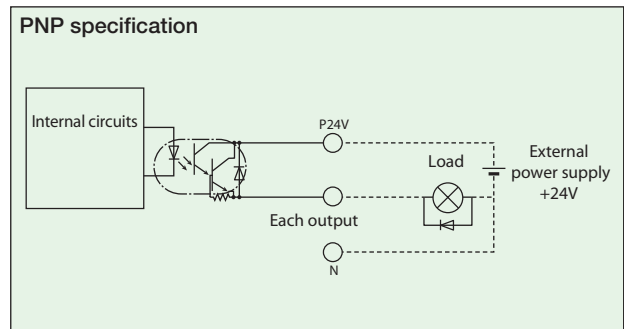 PNP specification
Internal circuits
P24V
Load
External
power supply
+24V
Each output
N